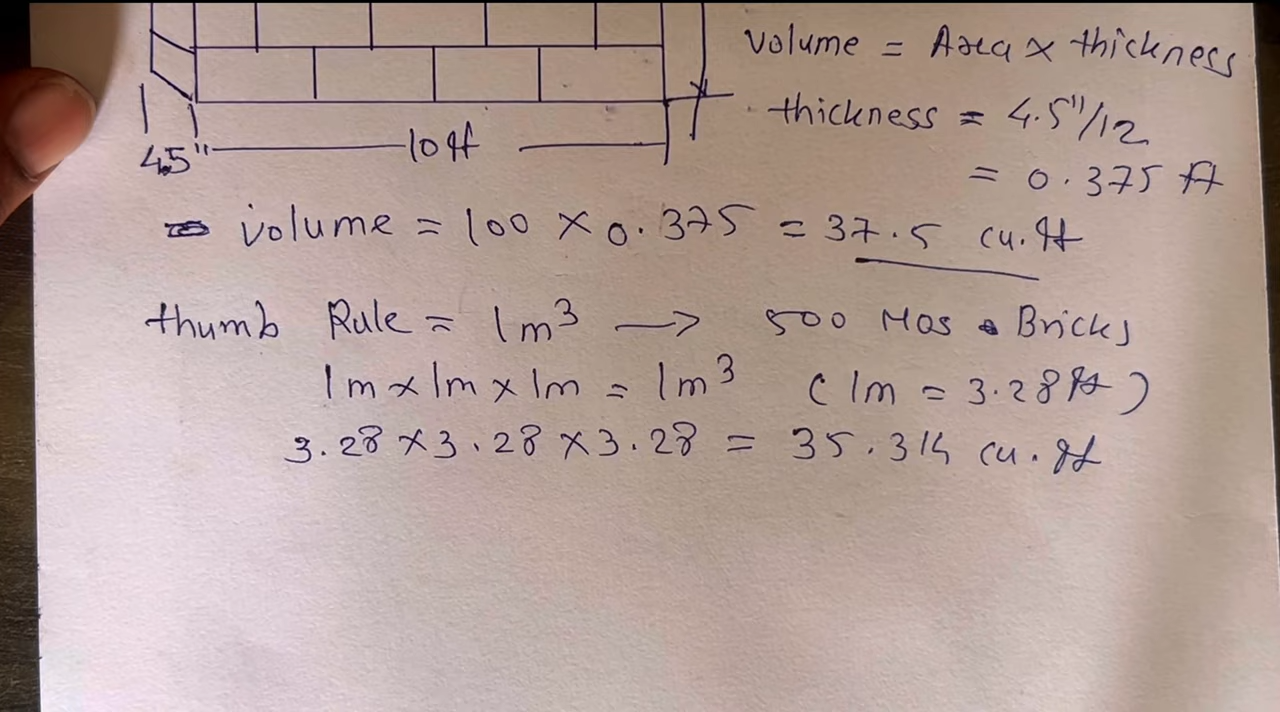 volume = Area x thickness
thickness = 4.5"/12
= 0.375 ft
4.5" 10 ft
volume = 100 x 0.375 = 37.5 cu.ft
thumb Rule = 1m³ → 500 Nos Bricks
1m x 1m x 1m = 1m³ (1m = 3.28ft)
3.28 x 3.28 x 3.28 = 35.314 cu.ft